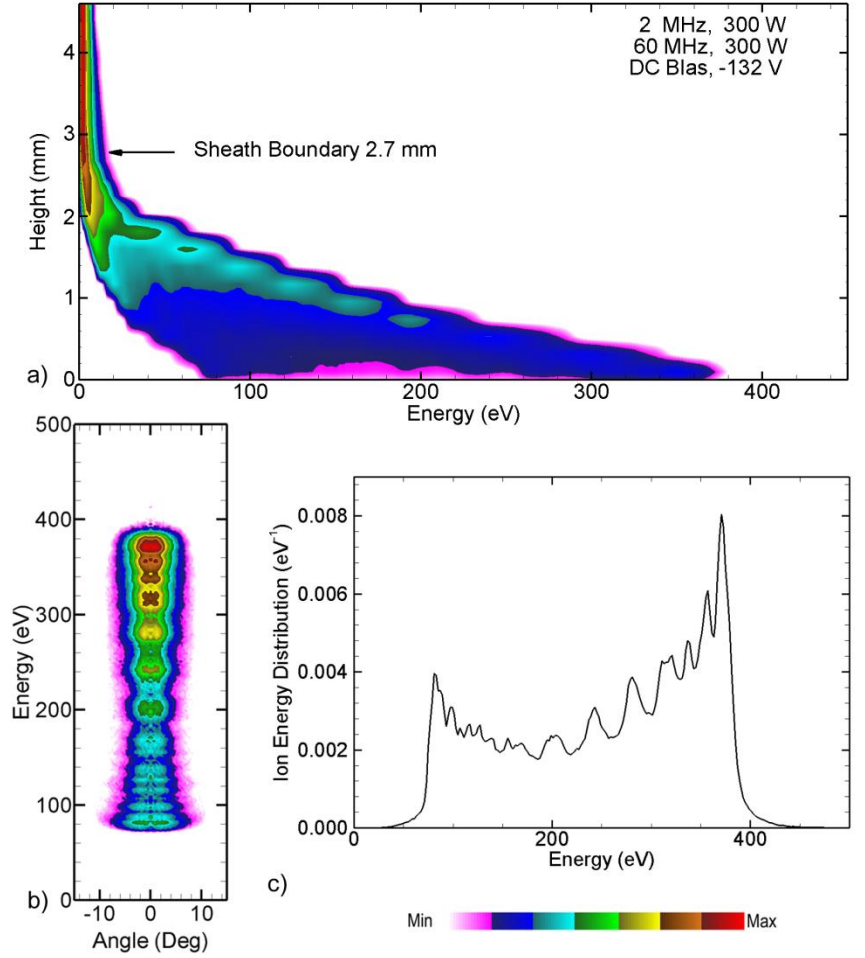 2 MHz, 300 W
60 MHz, 300 W
DC Bias, -132 V
4
3
2
1
0
Height (mm)
Sheath Boundary 2.7 mm
a)
0 100 200 300 400
Energy (eV)
500
400
300
200
100
0
Energy (eV)
-10 0 10
Angle (Deg)
b)
0.008
0.006
0.004
0.002
0.000
Ion Energy Distribution (eV⁻¹)
0 200 400
Energy (eV)
c)
Min Max